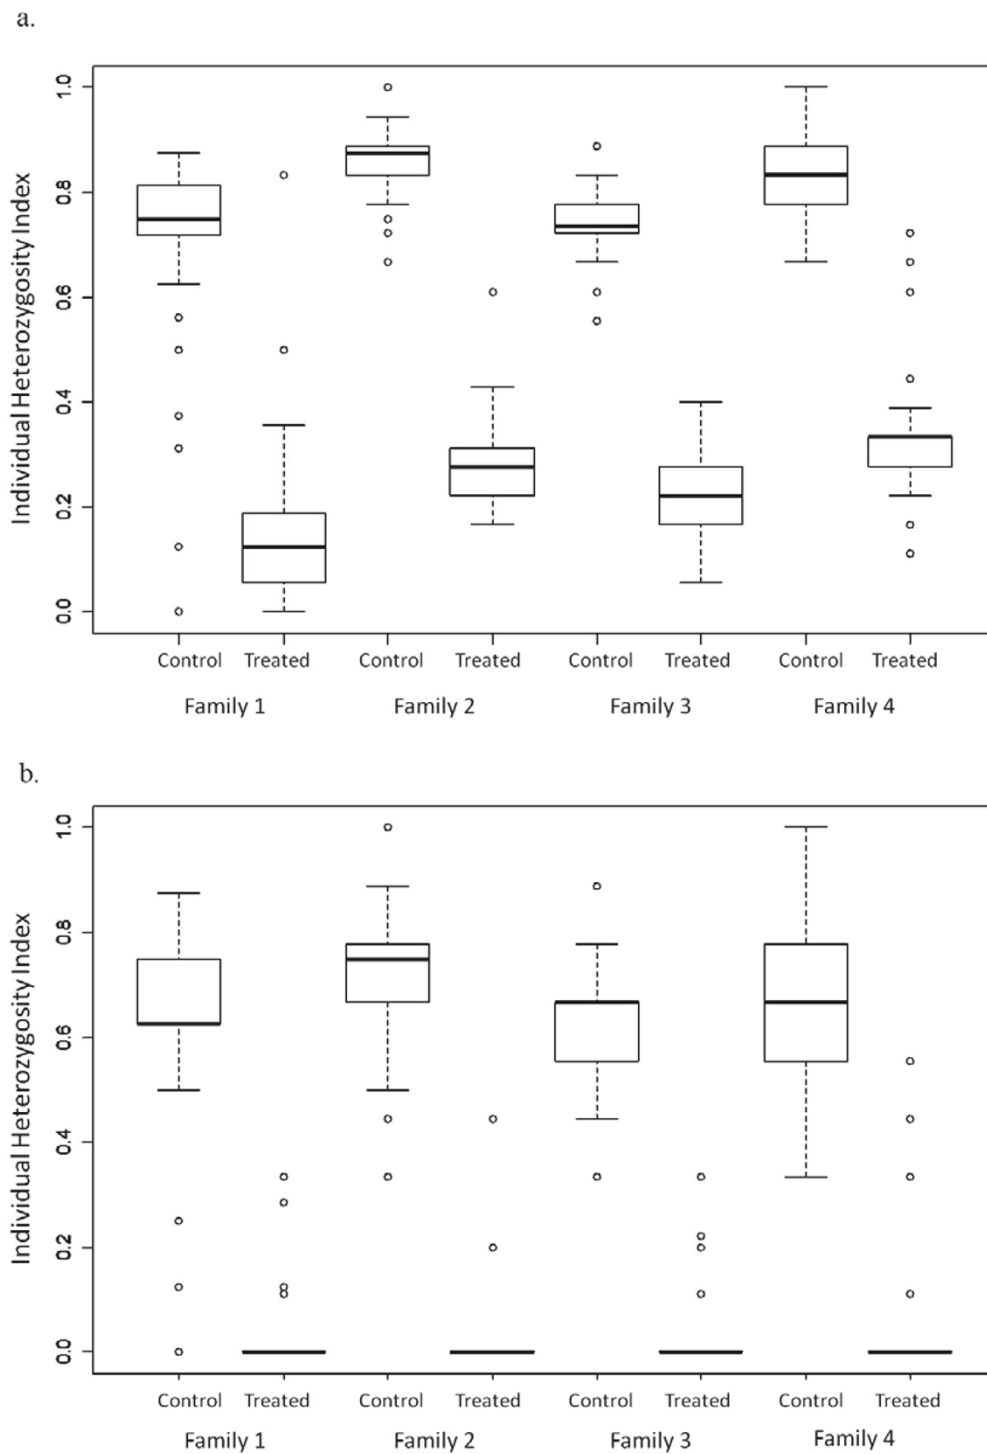 a.
Individual Heterozygosity Index
1.0
0.8
0.6
0.4
0.2
0.0
Control Treated Control Treated Control Treated Control Treated
Family 1 Family 2 Family 3 Family 4
b.
Individual Heterozygosity Index
1.0
0.8
0.6
0.4
0.2
0.0
Control Treated Control Treated Control Treated Control Treated
Family 1 Family 2 Family 3 Family 4